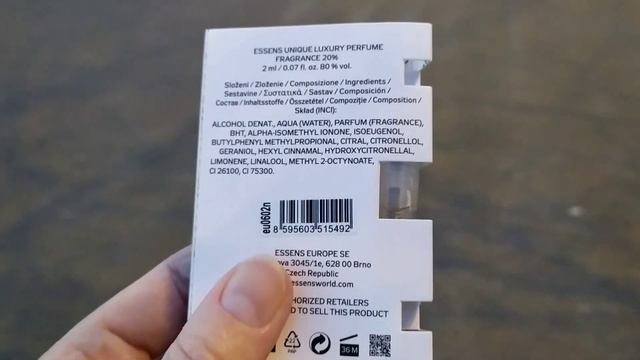 ESSENS UNIQUE LUXURY PERFUME
FRAGRANCE 20%
2 ml / 0.07 fl. oz. 80 % vol.
Složení / Zloženie / Composizione / Ingredients /
Sestavine / Συστατικά / Sastav / Composición /
Состав / Inhaltsstoffe / Összetétel / Compoziție / Composition /
Skład (INCI):
ALCOHOL DENAT., AQUA (WATER), PARFUM (FRAGRANCE),
BHT, ALPHA-ISOMETHYL IONONE, ISOEUGENOL,
BUTYLPHENYL METHYLPROPIONAL, CITRAL, CITRONELLOL,
GERANIOL, HEXYL CINNAMAL, HYDROXYCITRONELLAL,
LIMONENE, LINALOOL, METHYL 2-OCTYNOATE,
CI 26100, CI 75300.
eu0602n
8 595603 515492
ESSENS EUROPE SE
3045/1e, 628 00 Brno
Czech Republic
essensworld.com
RETAILERS
TO SELL THIS PRODUCT
22
PAP
36 M